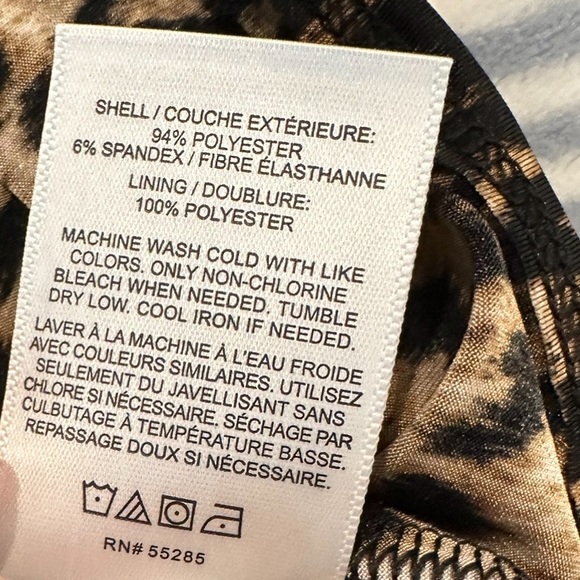 SHELL / COUCHE EXTÉRIEURE:
94% POLYESTER
6% SPANDEX / FIBRE ÉLASTHANNE
LINING / DOUBLURE:
100% POLYESTER
MACHINE WASH COLD WITH LIKE
COLORS. ONLY NON-CHLORINE
BLEACH WHEN NEEDED. TUMBLE
DRY LOW. COOL IRON IF NEEDED.
LAVER À LA MACHINE À L'EAU FROIDE
AVEC COULEURS SIMILAIRES. UTILISEZ
SEULEMENT DU JAVELLISANT SANS
CHLORE SI NÉCESSAIRE. SÉCHAGE PAR
CULBUTAGE À TEMPÉRATURE BASSE.
REPASSAGE DOUX SI NÉCESSAIRE.
RN# 55285